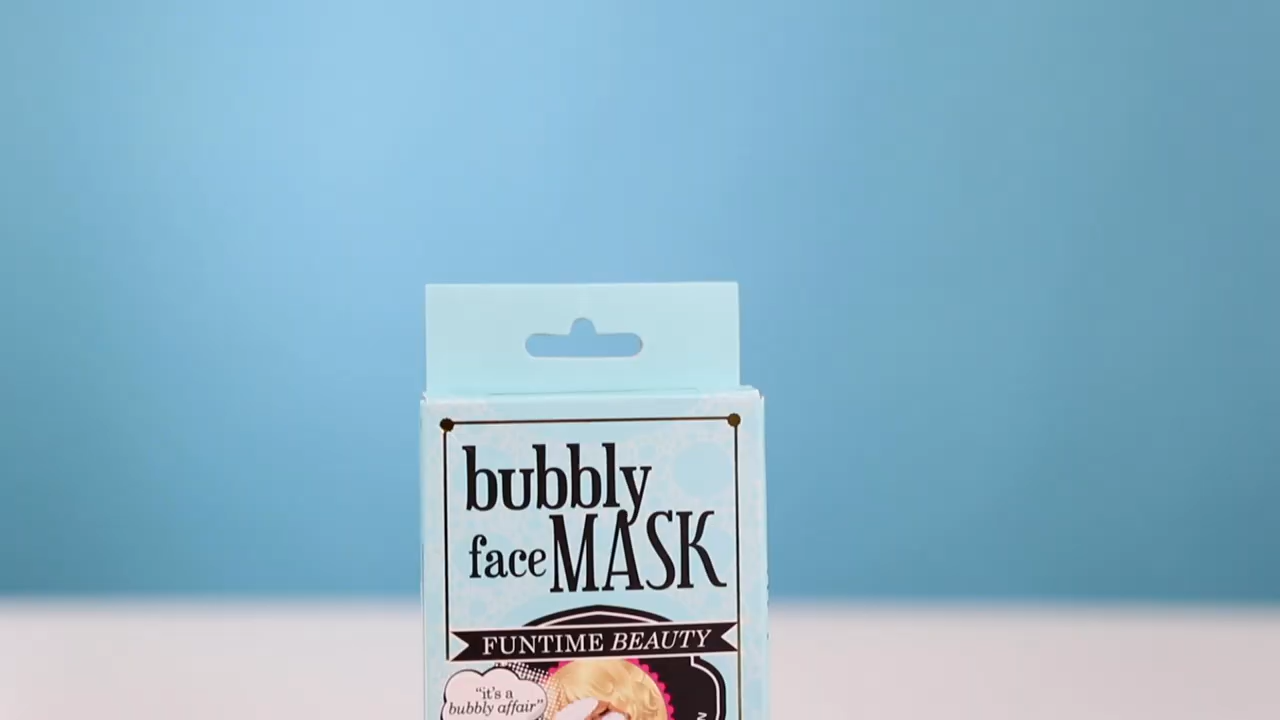 bubbly
face MASK
FUNTIME BEAUTY
"it's a
bubbly affair"